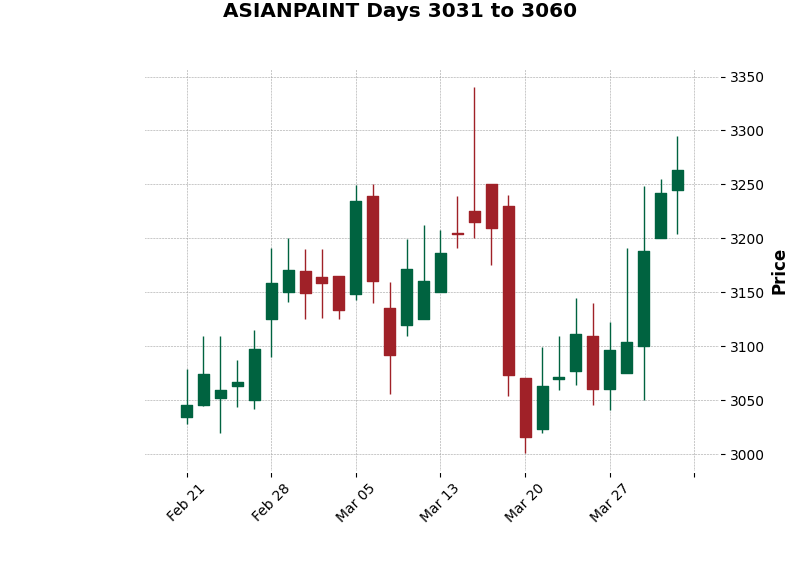 ASIANPAINT Days 3031 to 3060
3350
3300
3250
3200
3150
3100
3050
3000
Price
Feb 21
Feb 28
Mar 05
Mar 13
Mar 20
Mar 27